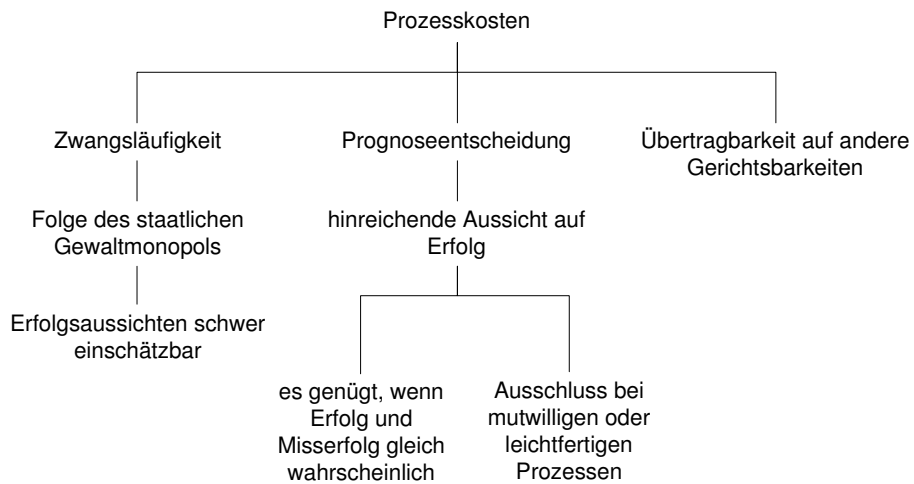 Prozesskosten
Zwangsläufigkeit
Prognoseentscheidung
Übertragbarkeit auf andere
Gerichtsbarkeiten
Folge des staatlichen
Gewaltmonopols
hinreichende Aussicht auf
Erfolg
Erfolgsaussichten schwer
einschätzbar
es genügt, wenn
Erfolg und
Misserfolg gleich
wahrscheinlich
Ausschluss bei
mutwilligen oder
leichtfertigen
Prozessen